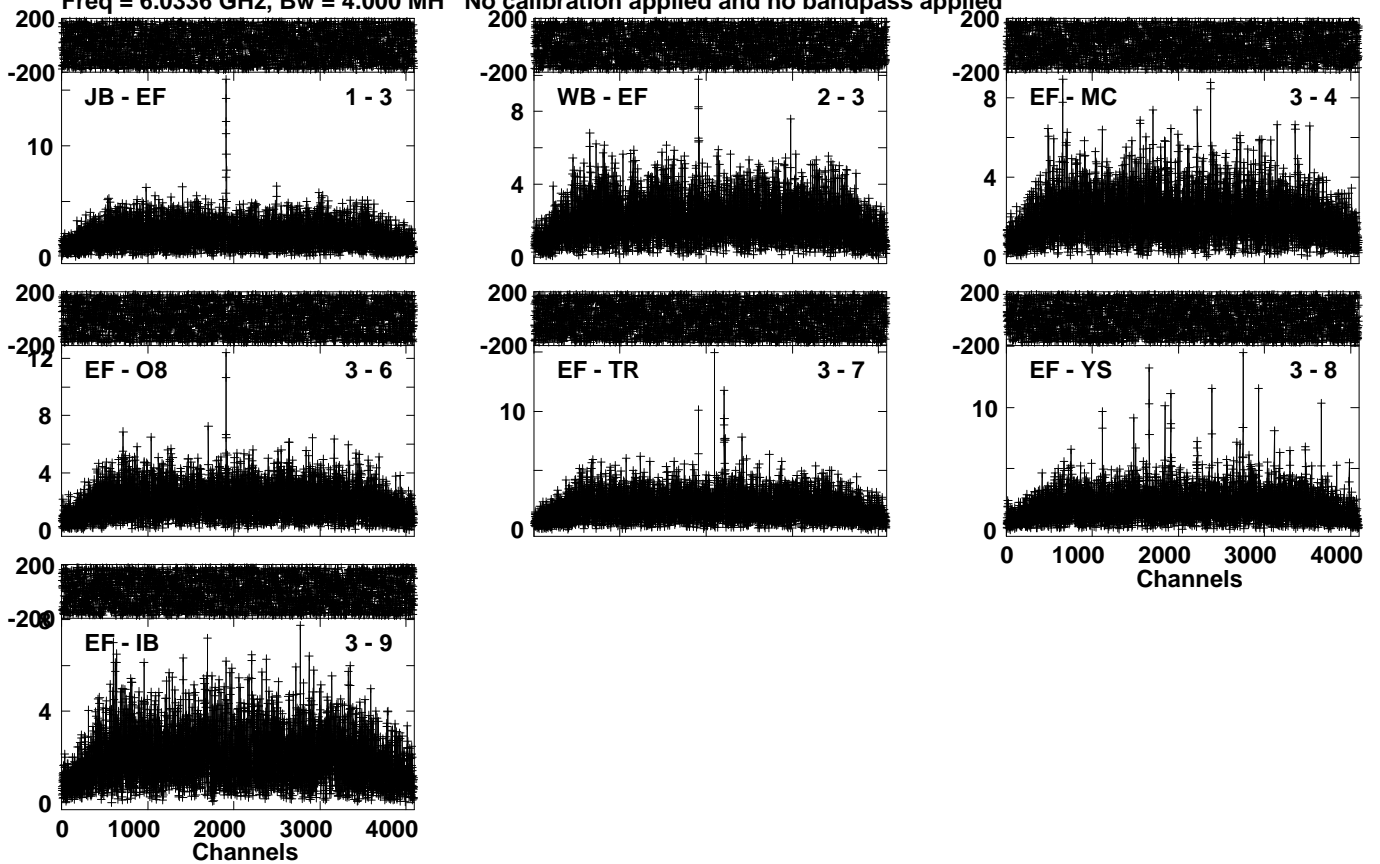 Freq = 6.0336 GHz, Bw = 4.000 MH No calibration applied and no bandpass applied
200 200 200
-200 -200 -200
JB - EF 1 - 3 WB - EF 2 - 3 EF - MC 3 - 4
10 8 8
4 4
0 0 0
200 200 200
-200 -200 -200
12
EF - O8 3 - 6 EF - TR 3 - 7 EF - YS 3 - 8
8 10 10
4
0 0 0
0 1000 2000 3000 4000
Channels
200
-200
8
EF - IB 3 - 9
4
0
0 1000 2000 3000 4000
Channels